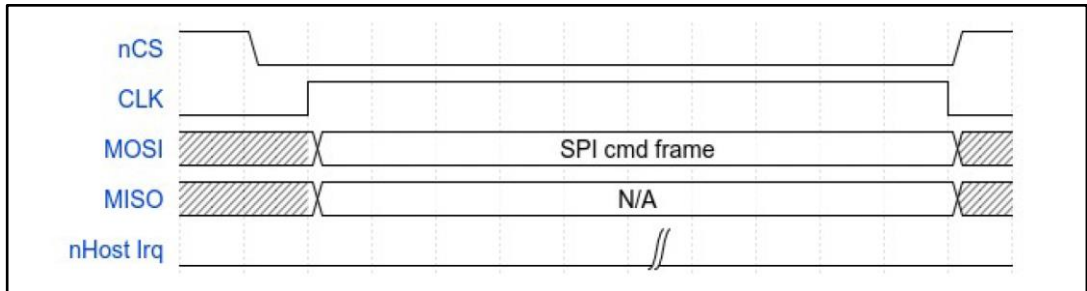 nCS
CLK
MOSI SPI cmd frame
MISO N/A
nHost Irq